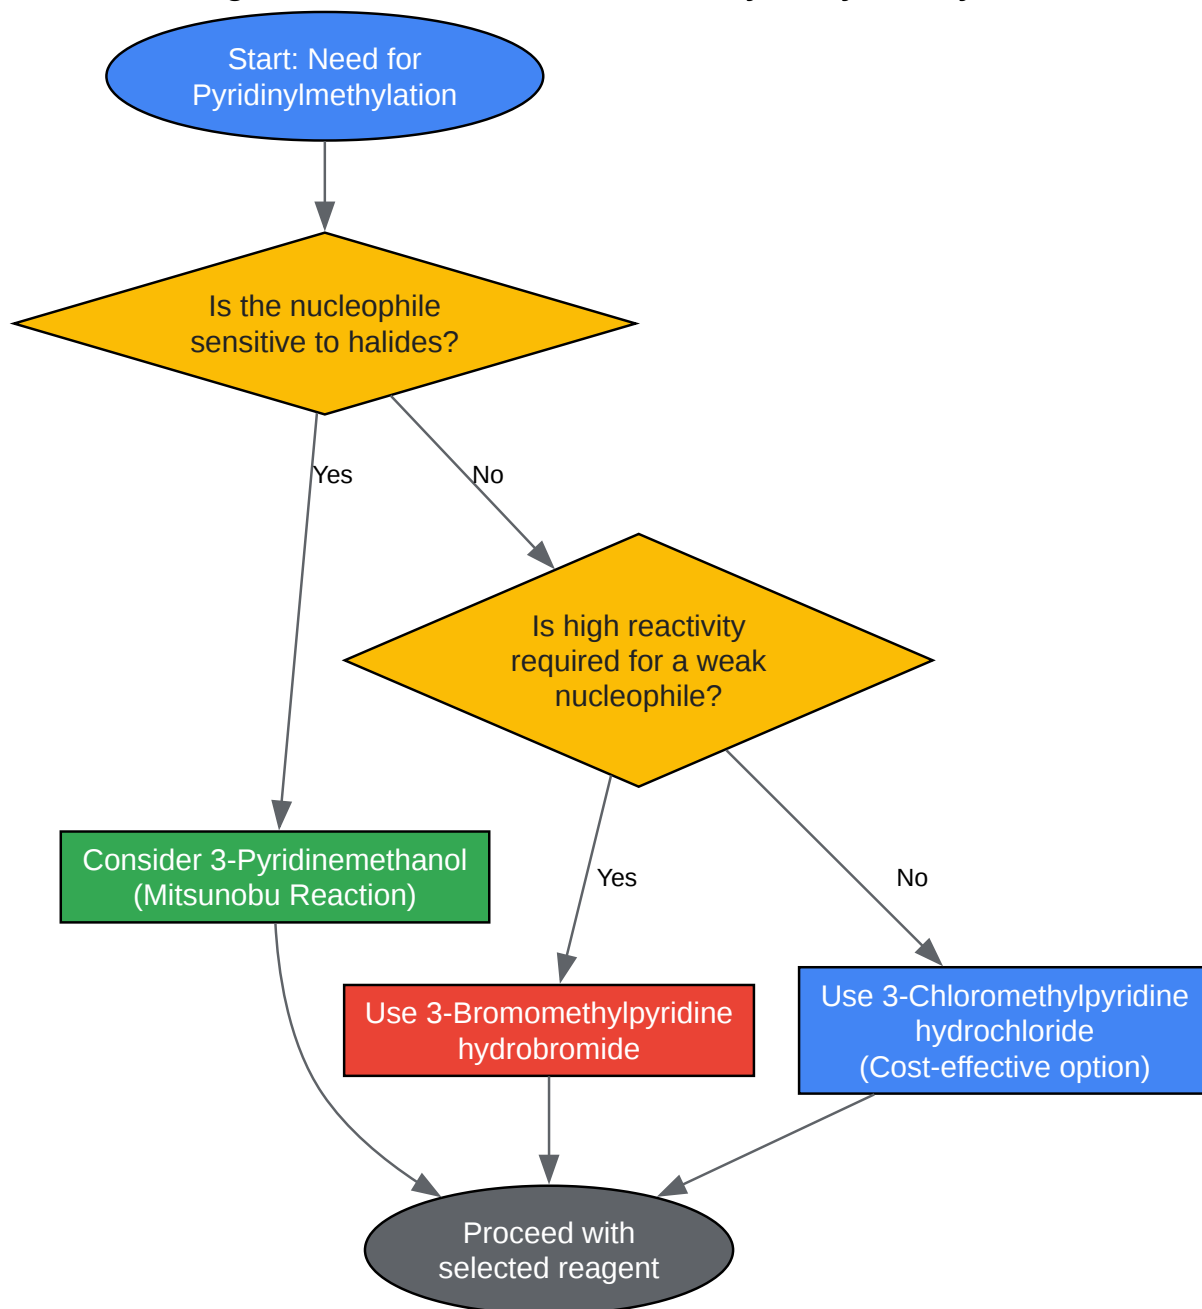 Start: Need for
Pyridinylmethylation
Is the nucleophile
sensitive to halides?
Yes
No
Is high reactivity
required for a weak
nucleophile?
Consider 3-Pyridinemethanol
(Mitsunobu Reaction)
Yes
No
Use 3-Bromomethylpyridine
hydrobromide
Use 3-Chloromethylpyridine
hydrochloride
(Cost-effective option)
Proceed with
selected reagent